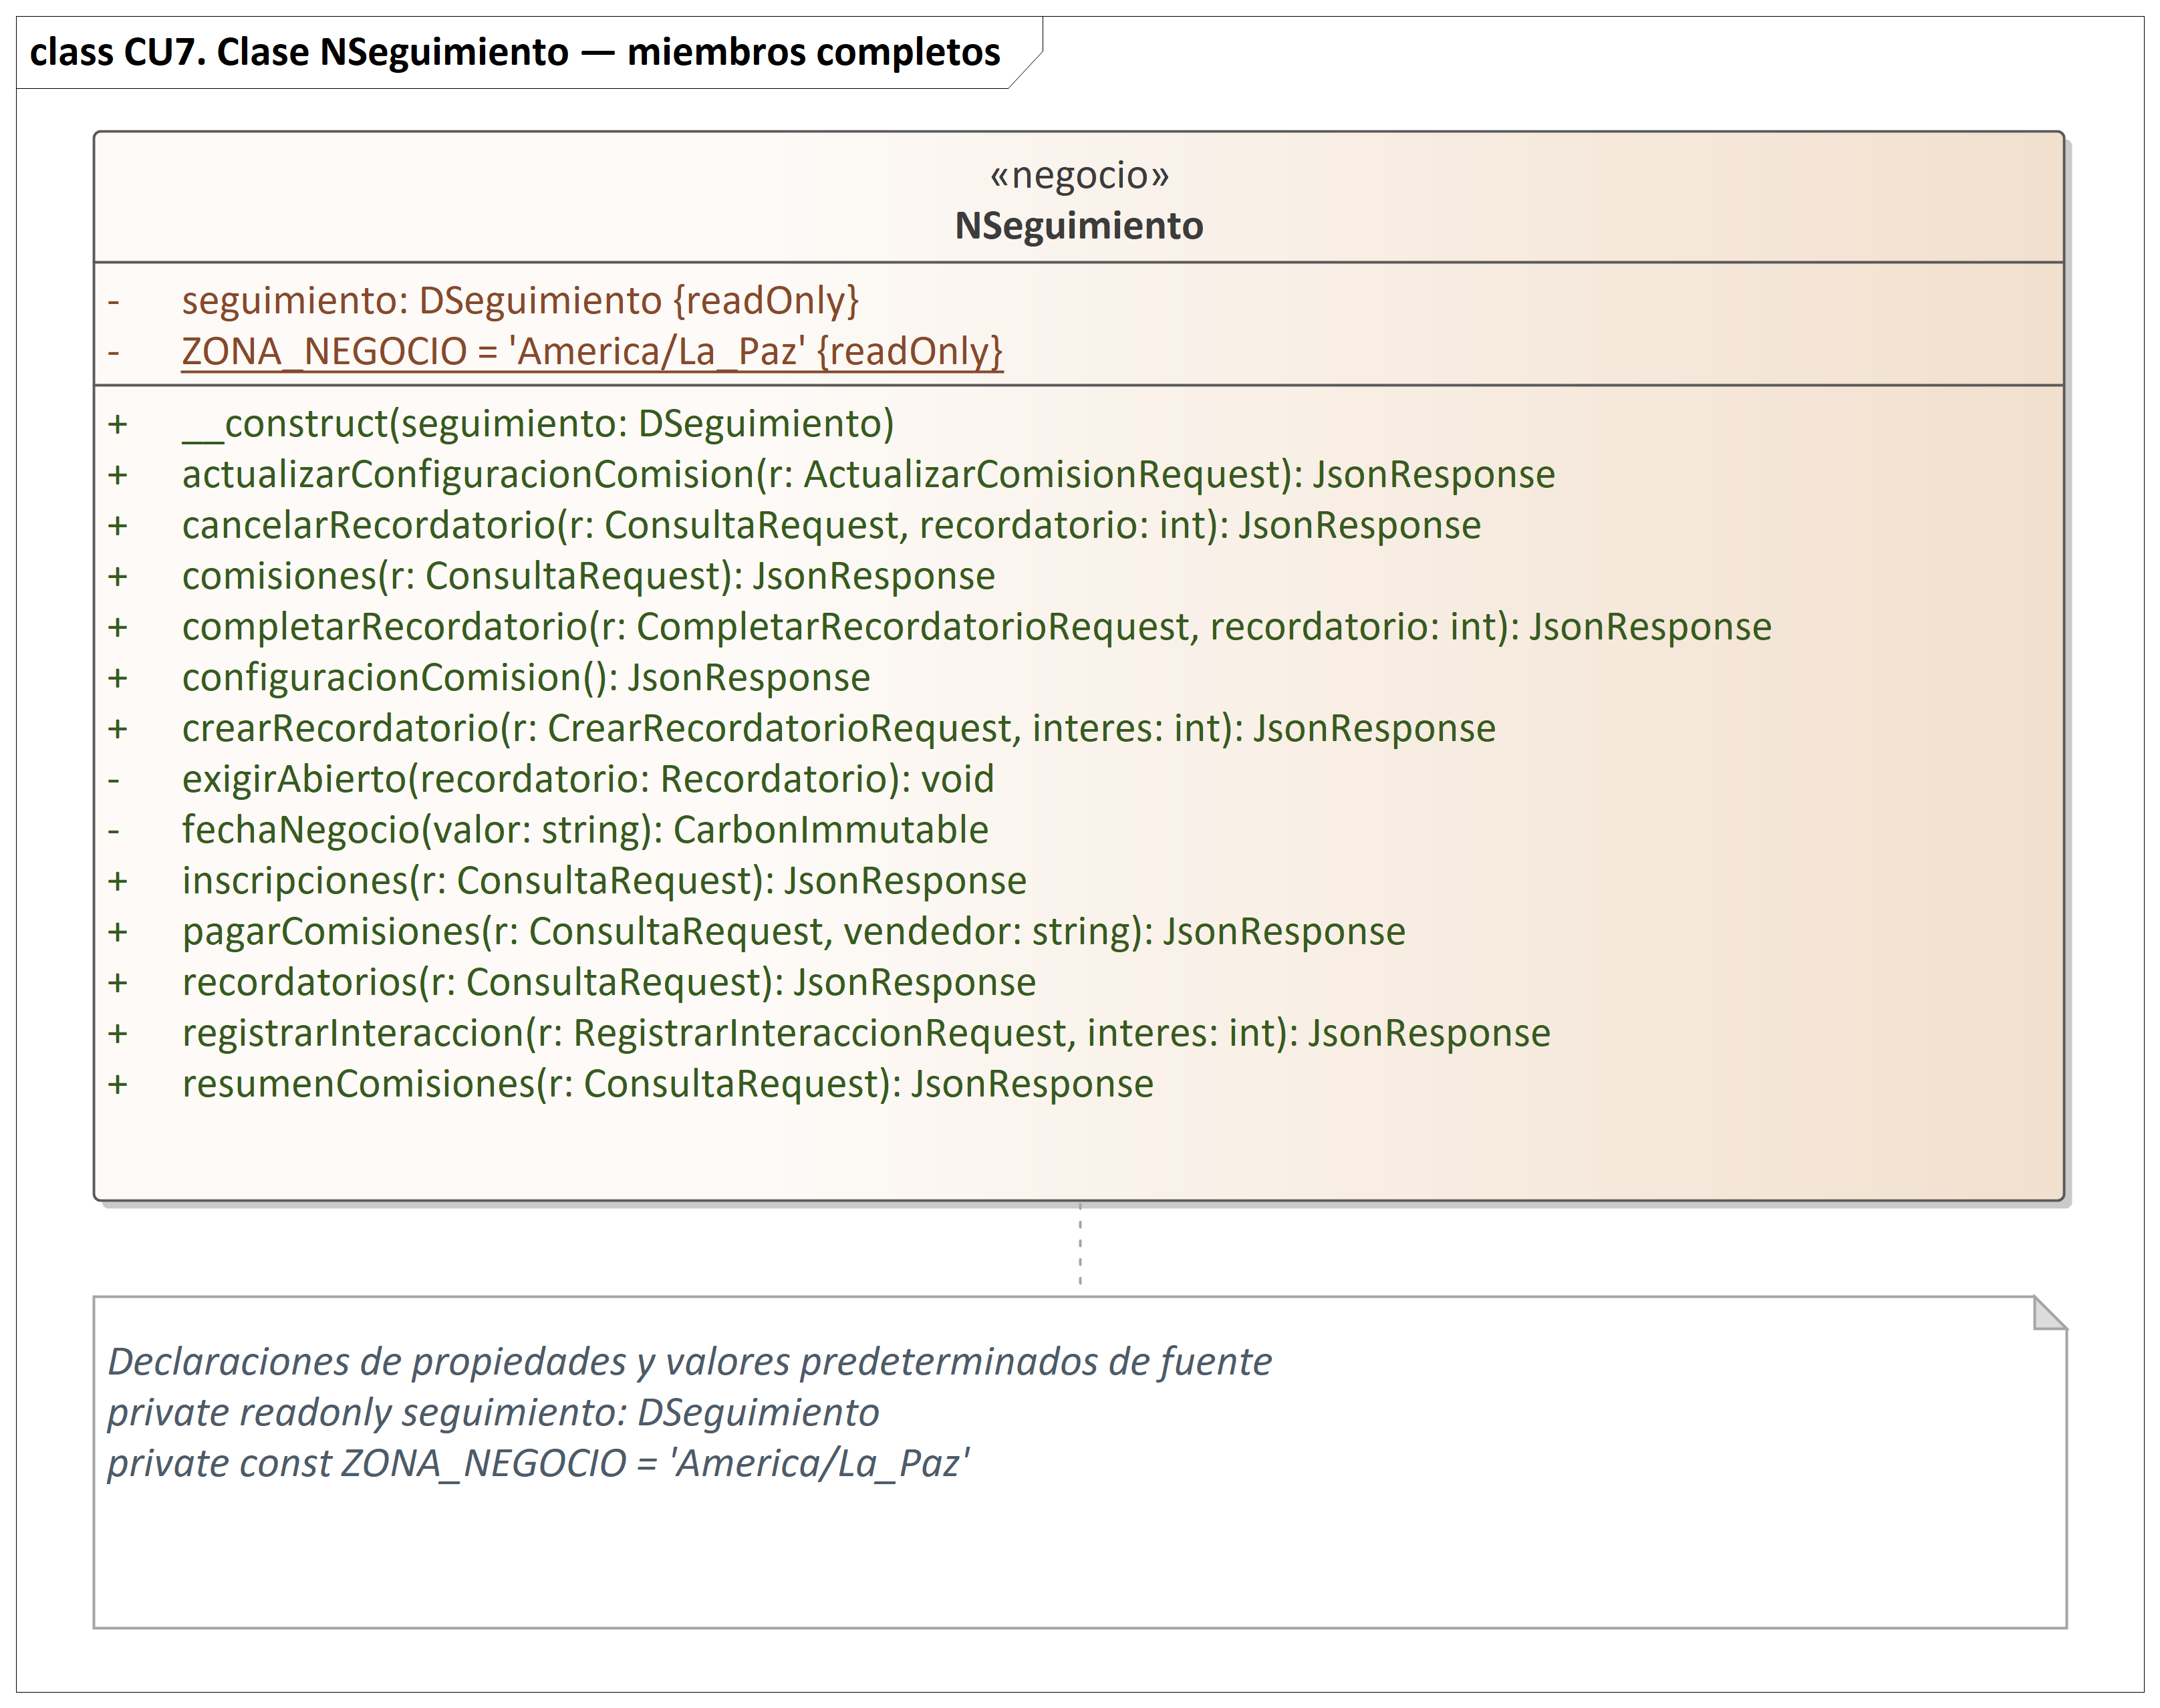 class CU7. Clase NSeguimiento — miembros completos
«negocio»
NSeguimiento
- seguimiento: DSeguimiento {readOnly}
- ZONA_NEGOCIO = 'America/La_Paz' {readOnly}
+ __construct(seguimiento: DSeguimiento)
+ actualizarConfiguracionComision(r: ActualizarComisionRequest): JsonResponse
+ cancelarRecordatorio(r: ConsultaRequest, recordatorio: int): JsonResponse
+ comisiones(r: ConsultaRequest): JsonResponse
+ completarRecordatorio(r: CompletarRecordatorioRequest, recordatorio: int): JsonResponse
+ configuracionComision(): JsonResponse
+ crearRecordatorio(r: CrearRecordatorioRequest, interes: int): JsonResponse
- exigirAbierto(recordatorio: Recordatorio): void
- fechaNegocio(valor: string): CarbonImmutable
+ inscripciones(r: ConsultaRequest): JsonResponse
+ pagarComisiones(r: ConsultaRequest, vendedor: string): JsonResponse
+ recordatorios(r: ConsultaRequest): JsonResponse
+ registrarInteraccion(r: RegistrarInteraccionRequest, interes: int): JsonResponse
+ resumenComisiones(r: ConsultaRequest): JsonResponse
Declaraciones de propiedades y valores predeterminados de fuente
private readonly seguimiento: DSeguimiento
private const ZONA_NEGOCIO = 'America/La_Paz'